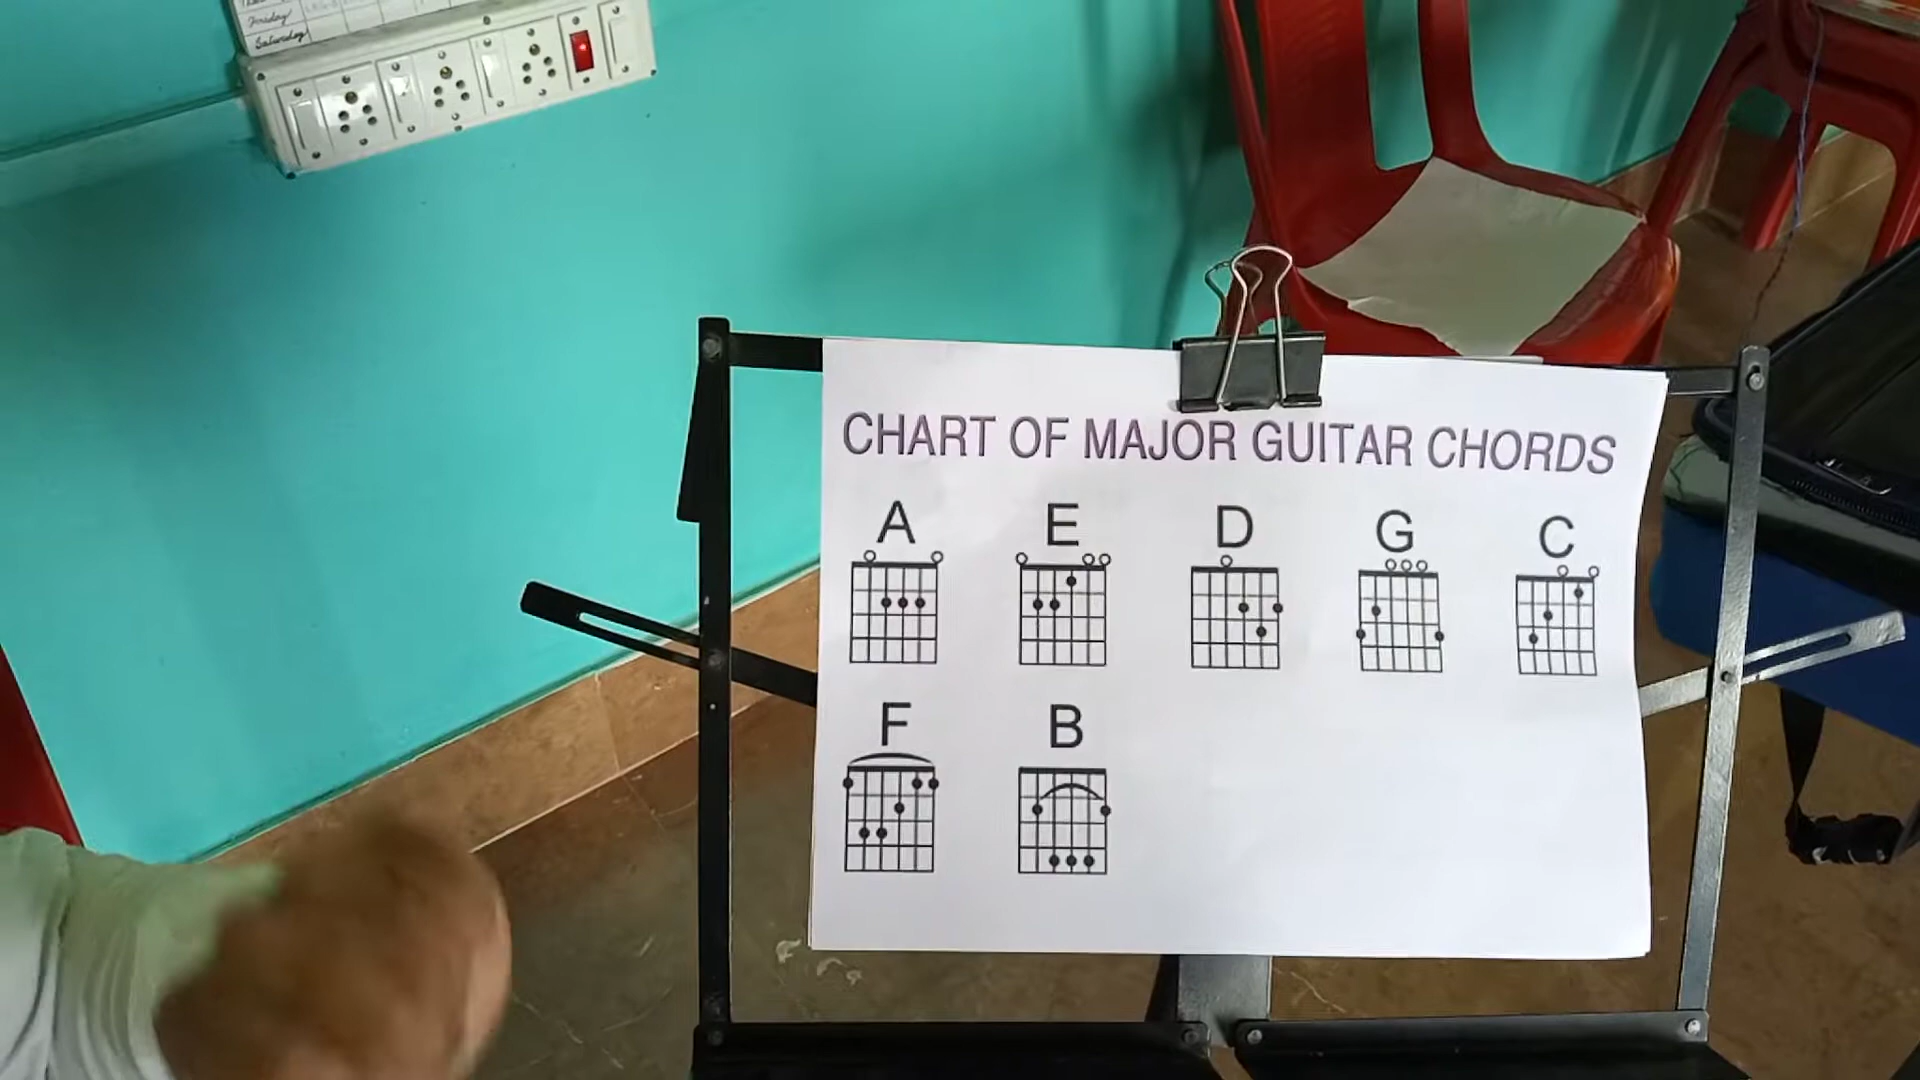 Friday
Saturday
CHART OF MAJOR GUITAR CHORDS
A E D G C
F B